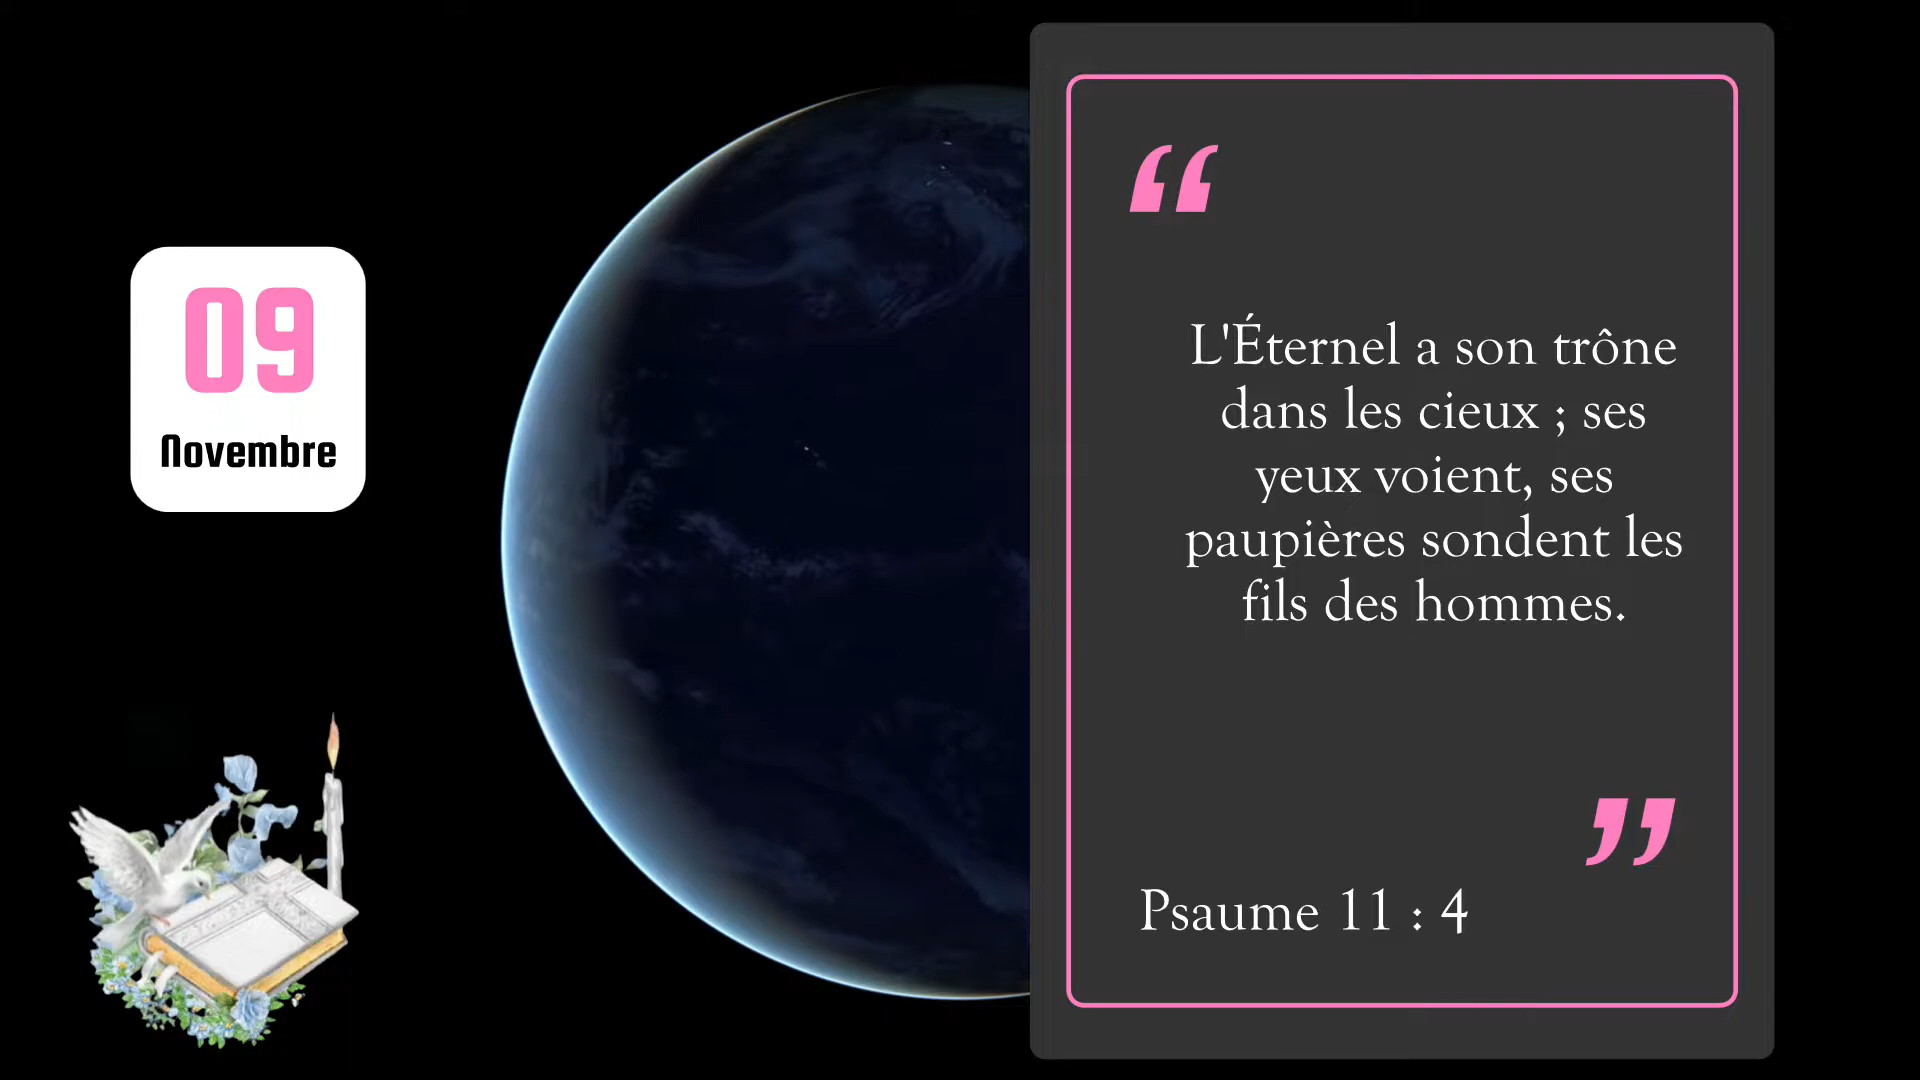 09
Novembre
“
L'Éternel a son trône
dans les cieux ; ses
yeux voient, ses
paupières sondent les
fils des hommes.
”
Psaume 11 : 4